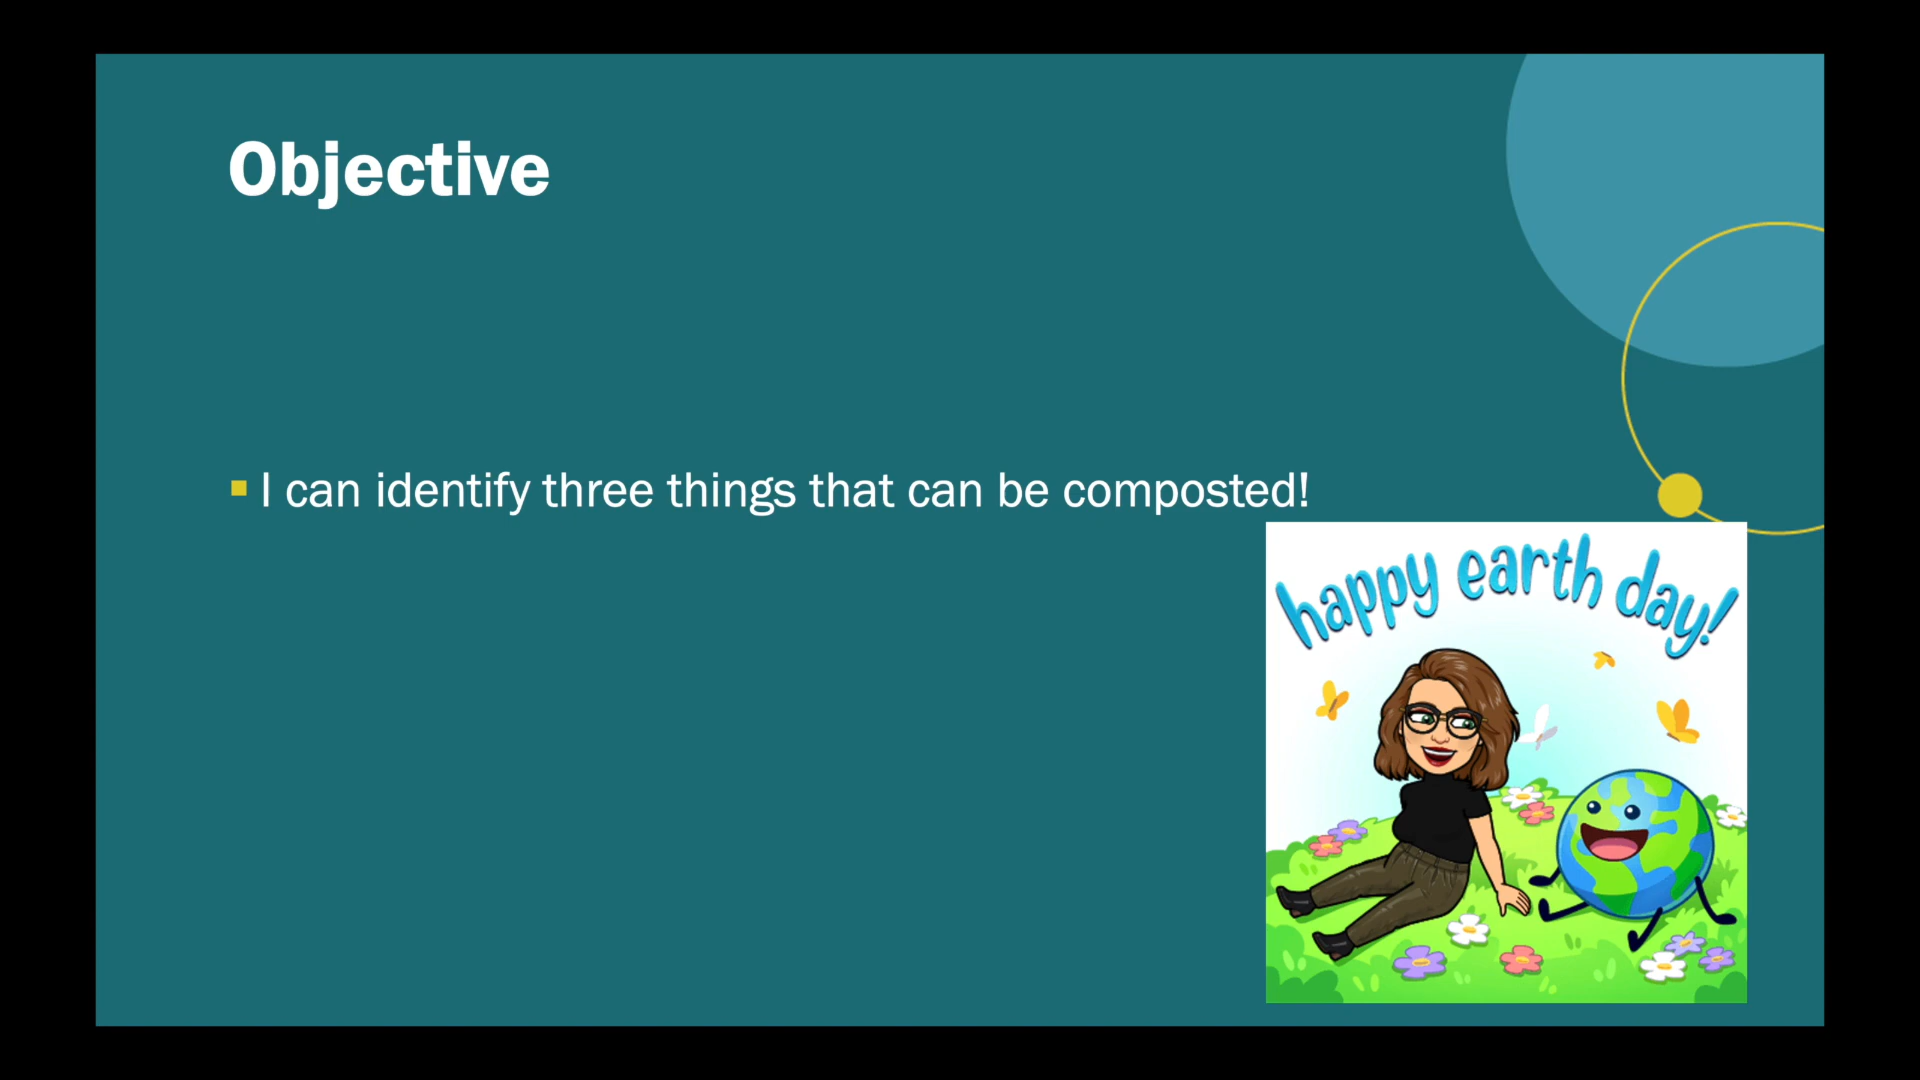 Objective
I can identify three things that can be composted!
happy earth day!